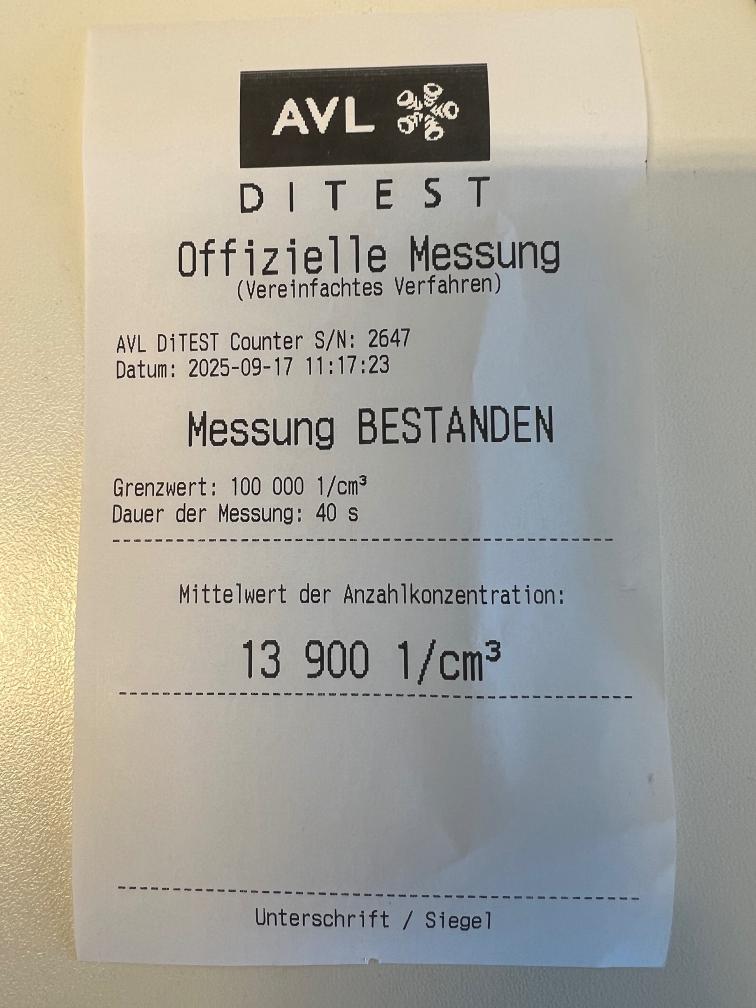 AVL
DITEST
Offizielle Messung
(Vereinfachtes Verfahren)
AVL DiTEST Counter S/N: 2647
Datum: 2025-09-17 11:17:23
Messung BESTANDEN
Grenzwert: 100 000 1/cm³
Dauer der Messung: 40 s
Mittelwert der Anzahlkonzentration:
13 900 1/cm³
Unterschrift / Siegel